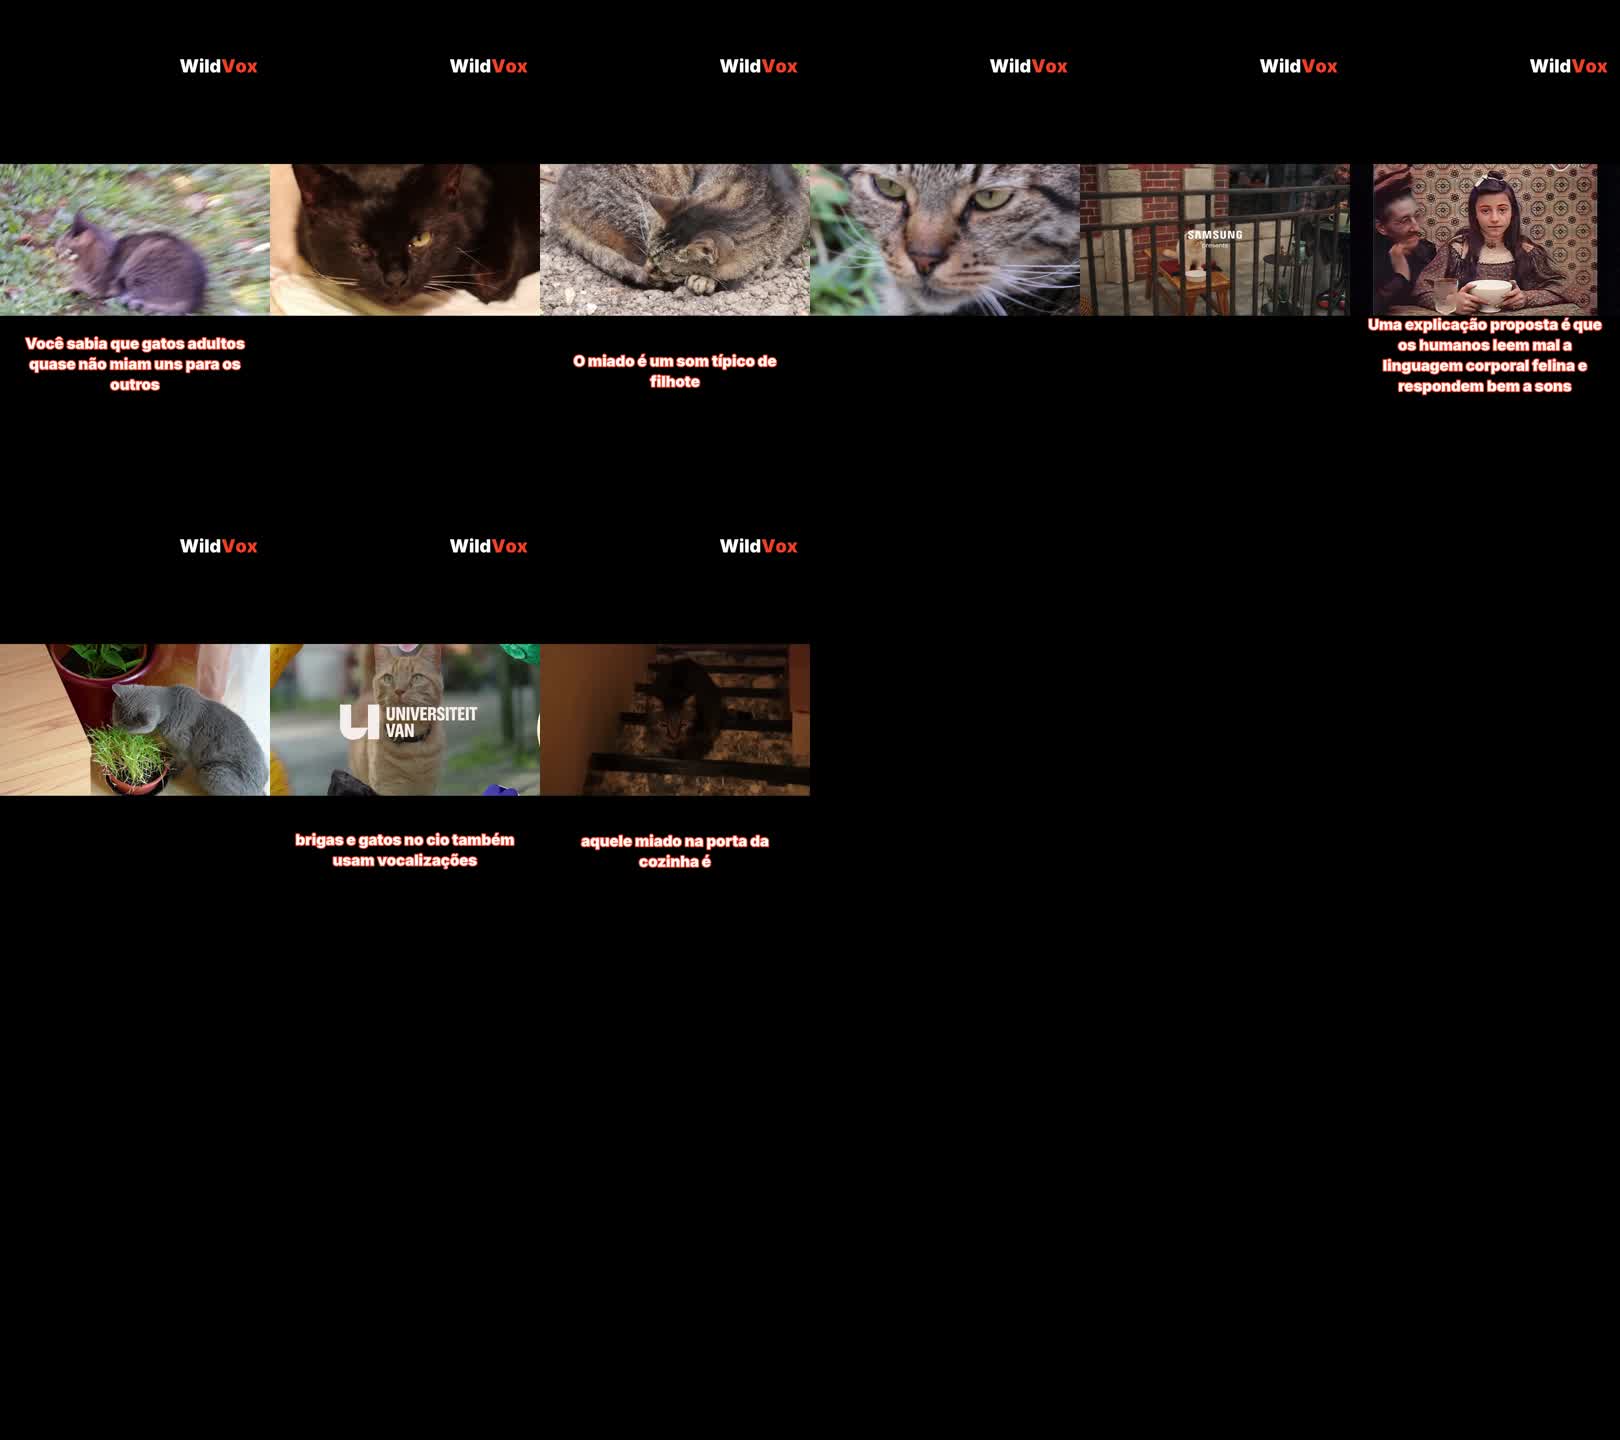 WildVox
WildVox
WildVox
WildVox
WildVox
WildVox
SAMSUNG
presents
Você sabia que gatos adultos
quase não miam uns para os
outros
O miado é um som típico de
filhote
Uma explicação proposta é que
os humanos leem mal a
linguagem corporal felina e
respondem bem a sons
WildVox
WildVox
WildVox
UNIVERSITEIT
VAN
brigas e gatos no cio também
usam vocalizações
aquele miado na porta da
cozinha é